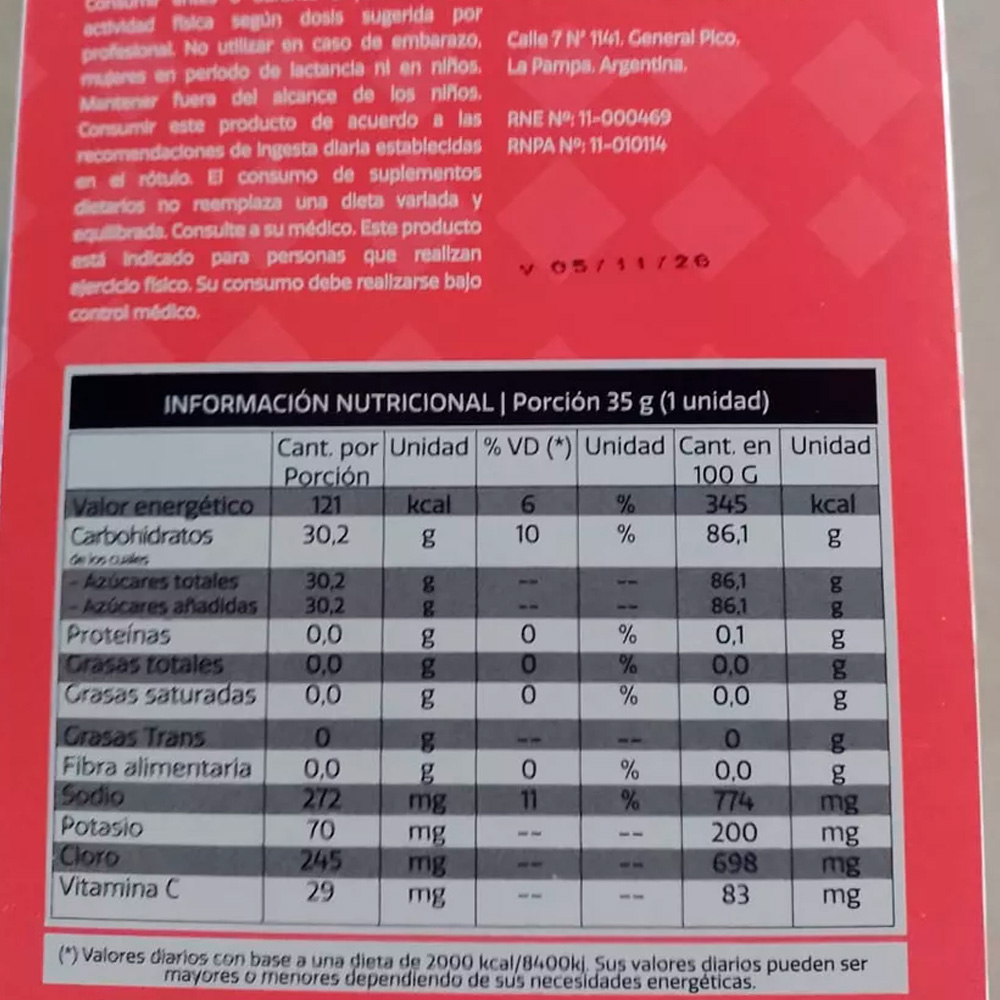 actividad física según dosis sugerida por
profesional. No utilizar en caso de embarazo,
mujeres en período de lactancia ni en niños.
Mantener fuera del alcance de los niños.
Consumir este producto de acuerdo a las
recomendaciones de ingesta diaria establecidas
en el rótulo. El consumo de suplementos
dietarios no reemplaza una dieta variada y
equilibrada. Consulte a su médico. Este producto
está indicado para personas que realizan
ejercicio físico. Su consumo debe realizarse bajo
control médico.
Calle 7 N° 1141. General Pico,
La Pampa. Argentina.
RNE Nº: 11-000469
RNPA Nº: 11-010114
V 05/11/26
INFORMACIÓN NUTRICIONAL | Porción 35 g (1 unidad)
Cant. por Porción Unidad % VD (*) Unidad Cant. en 100 G Unidad
Valor energético 121 kcal 6 % 345 kcal
Carbohidratos 30,2 g 10 % 86,1 g
de los cuales
- Azúcares totales 30,2 g -- -- 86,1 g
- Azúcares añadidas 30,2 g -- -- 86,1 g
Proteínas 0,0 g 0 % 0,1 g
Grasas totales 0,0 g 0 % 0,0 g
Grasas saturadas 0,0 g 0 % 0,0 g
Grasas Trans 0 g -- -- 0 g
Fibra alimentaria 0,0 g 0 % 0,0 g
Sodio 272 mg 11 % 774 mg
Potasio 70 mg -- -- 200 mg
Cloro 245 mg -- -- 698 mg
Vitamina C 29 mg -- -- 83 mg
(*) Valores diarios con base a una dieta de 2000 kcal/8400kj. Sus valores diarios pueden ser
mayores o menores dependiendo de sus necesidades energéticas.